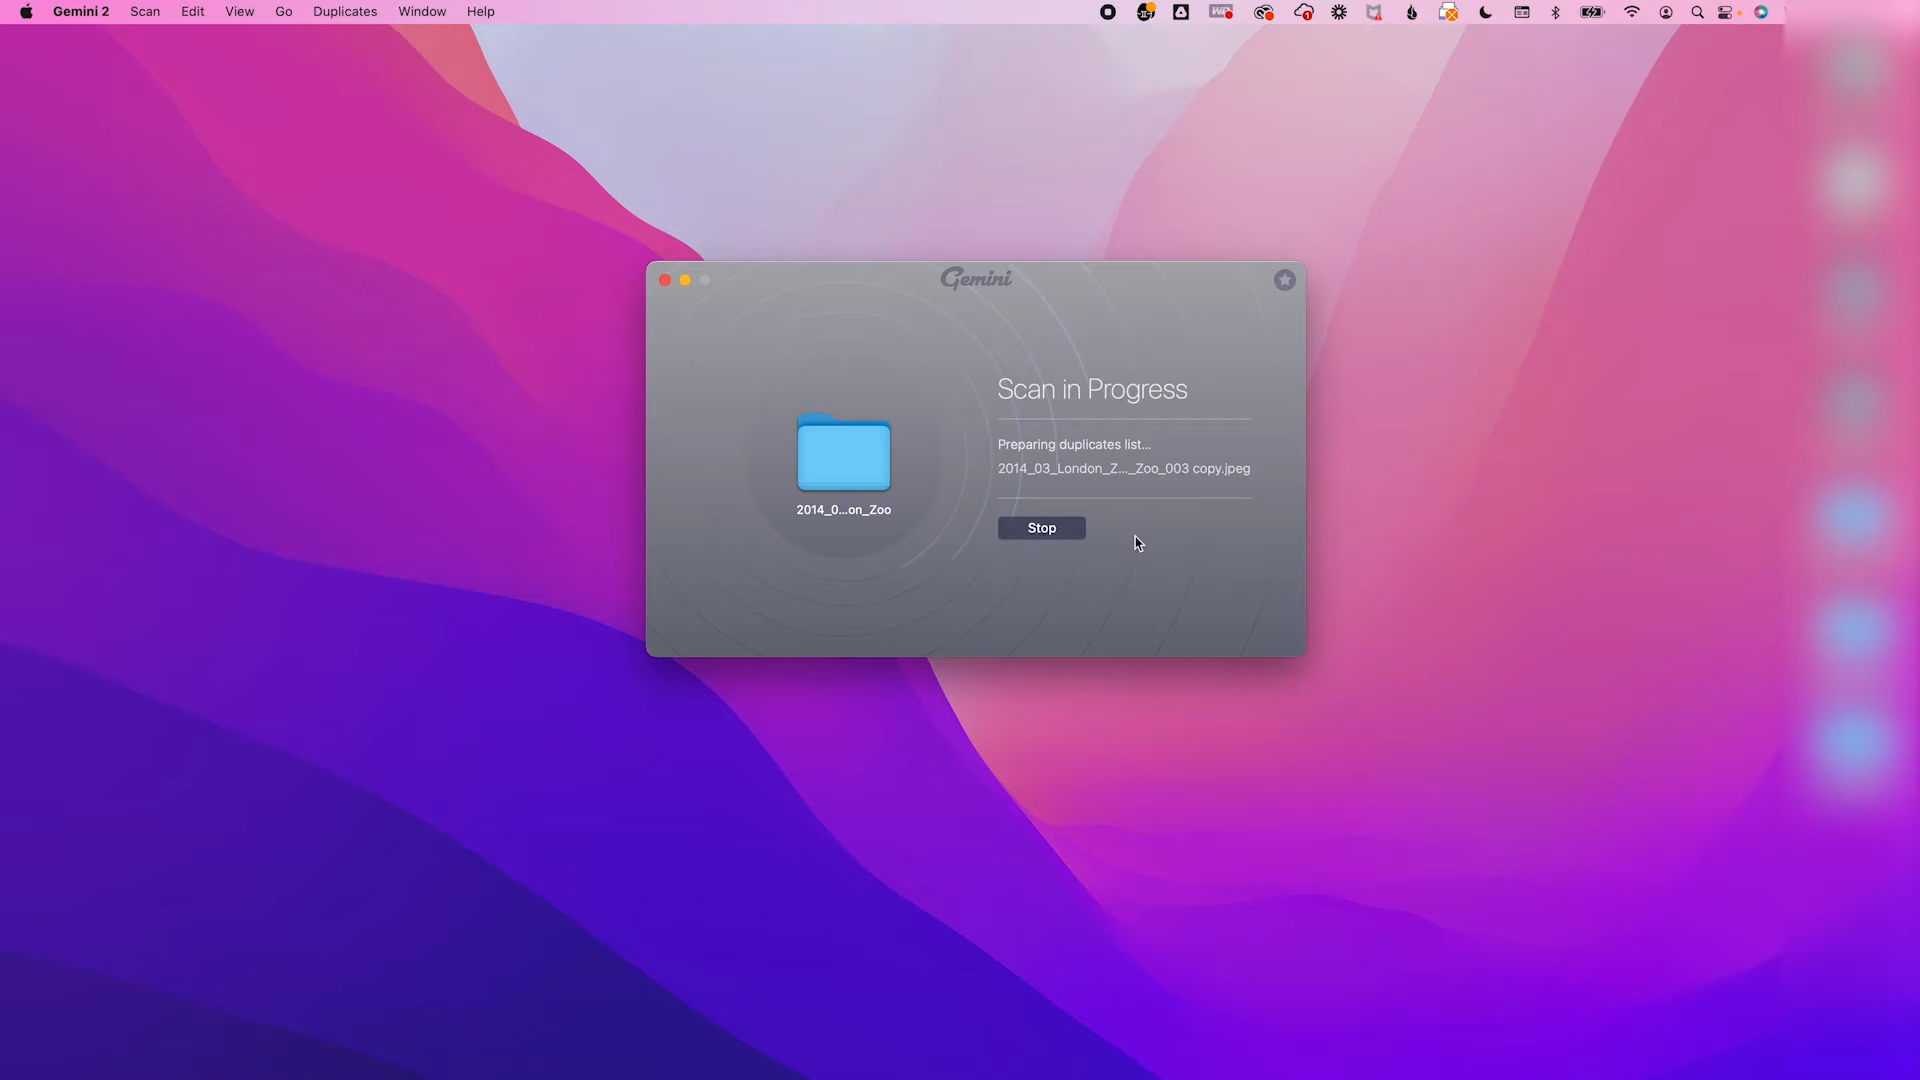 Gemini 2 Scan Edit View Go Duplicates Window Help
Gemini
Scan in Progress
Preparing duplicates list...
2014_03_London_Z..._Zoo_003 copy.jpeg
2014_0...on_Zoo
Stop